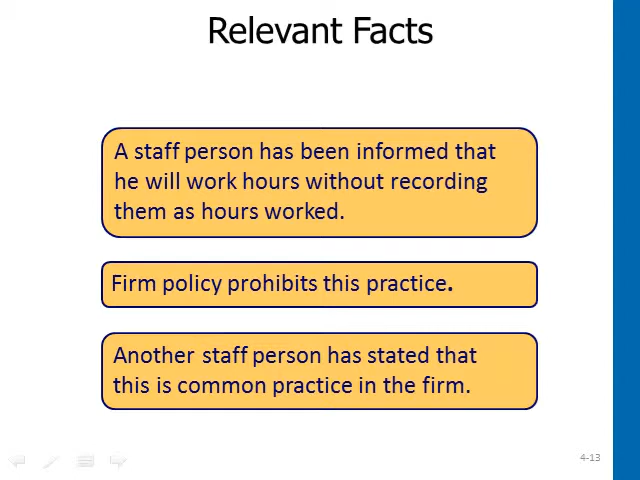 Relevant Facts
A staff person has been informed that
he will work hours without recording
them as hours worked.
Firm policy prohibits this practice.
Another staff person has stated that
this is common practice in the firm.
4-13